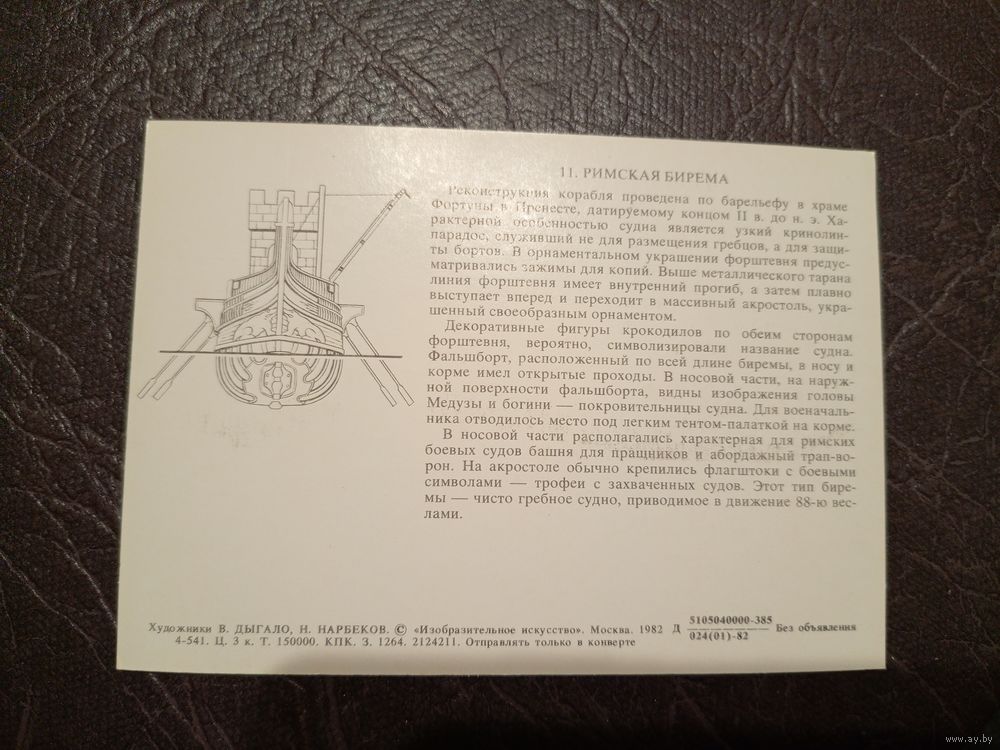 11. РИМСКАЯ БИРЕМА
Реконструкция корабля проведена по барельефу в храме
Фортуны в Пренесте, датируемому концом II в. до н. э. Ха-
рактерной особенностью судна является узкий кринолин-
парадос, служивший не для размещения гребцов, а для защи-
ты бортов. В орнаментальном украшении форштевня предус-
матривались зажимы для копий. Выше металлического тарана
линия форштевня имеет внутренний прогиб, а затем плавно
выступает вперед и переходит в массивный акростоль, укра-
шенный своеобразным орнаментом.
Декоративные фигуры крокодилов по обеим сторонам
форштевня, вероятно, символизировали название судна.
Фальшборт, расположенный по всей длине биремы, в носу и
корме имел открытые проходы. В носовой части, на наруж-
ной поверхности фальшборта, видны изображения головы
Медузы и богини — покровительницы судна. Для военачаль-
ника отводилось место под легким тентом-палаткой на корме.
В носовой части располагались характерная для римских
боевых судов башня для пращников и абордажный трап-во-
рон. На акростоле обычно крепились флагштоки с боевыми
символами — трофеи с захваченных судов. Этот тип бире-
мы — чисто гребное судно, приводимое в движение 88-ю вес-
лами.
Художники В. ДЫГАЛО, Н. НАРБЕКОВ. © «Изобразительное искусство». Москва. 1982 Д 5105040000-385 Без объявления
024(01)-82
4-541. Ц. 3 к. Т. 150000. КПК. З. 1264. 2124211. Отправлять только в конверте
www.ay.by